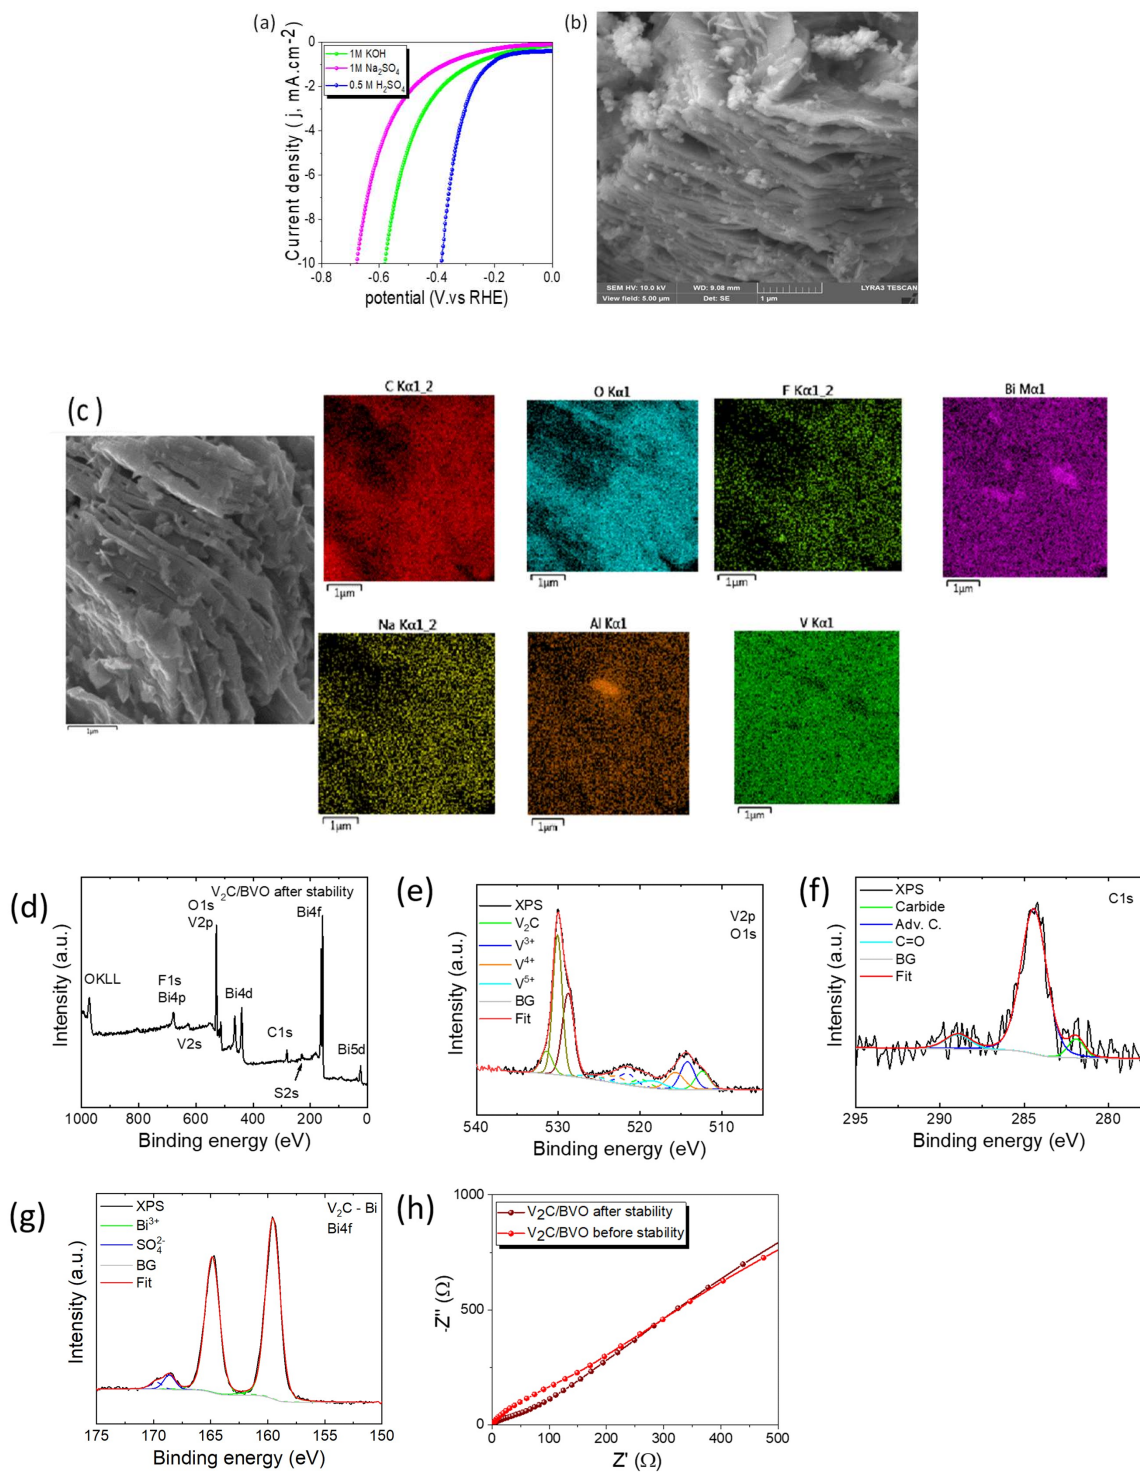 (a)
Current density ( j, mA.cm-2)
0
-2
-4
-6
-8
-10
1M KOH
1M Na₂SO₄
0.5 M H₂SO₄
-0.8
-0.6
-0.4
-0.2
0.0
potential (V.vs RHE)
(b)
SEM HV: 10.0 kV
WD: 9.08 mm
LYRA3 TESCAN
View field: 5.00 µm
Det: SE
1 µm
(c)
1µm
C Kα1_2
1µm
O Kα1
1µm
F Kα1_2
1µm
Bi Mα1
1µm
Na Kα1_2
1µm
Al Kα1
1µm
V Kα1
1µm
(d)
Intensity (a.u.)
V₂C/BVO after stability
O1s
V2p
Bi4f
OKLL
F1s
Bi4p
Bi4d
V2s
C1s
S2s
Bi5d
1000
800
600
400
200
0
Binding energy (eV)
(e)
Intensity (a.u.)
XPS
V₂C
V³⁺
V⁴⁺
V⁵⁺
BG
Fit
V2p
O1s
540
530
520
510
Binding energy (eV)
(f)
Intensity (a.u.)
XPS
Carbide
Adv. C.
C=O
BG
Fit
C1s
295
290
285
280
Binding energy (eV)
(g)
Intensity (a.u.)
XPS
Bi³⁺
SO₄²⁻
BG
Fit
V₂C - Bi
Bi4f
175
170
165
160
155
150
Binding energy (eV)
(h)
-Z'' (Ω)
1000
500
0
V₂C/BVO after stability
V₂C/BVO before stability
0
100
200
300
400
500
Z' (Ω)